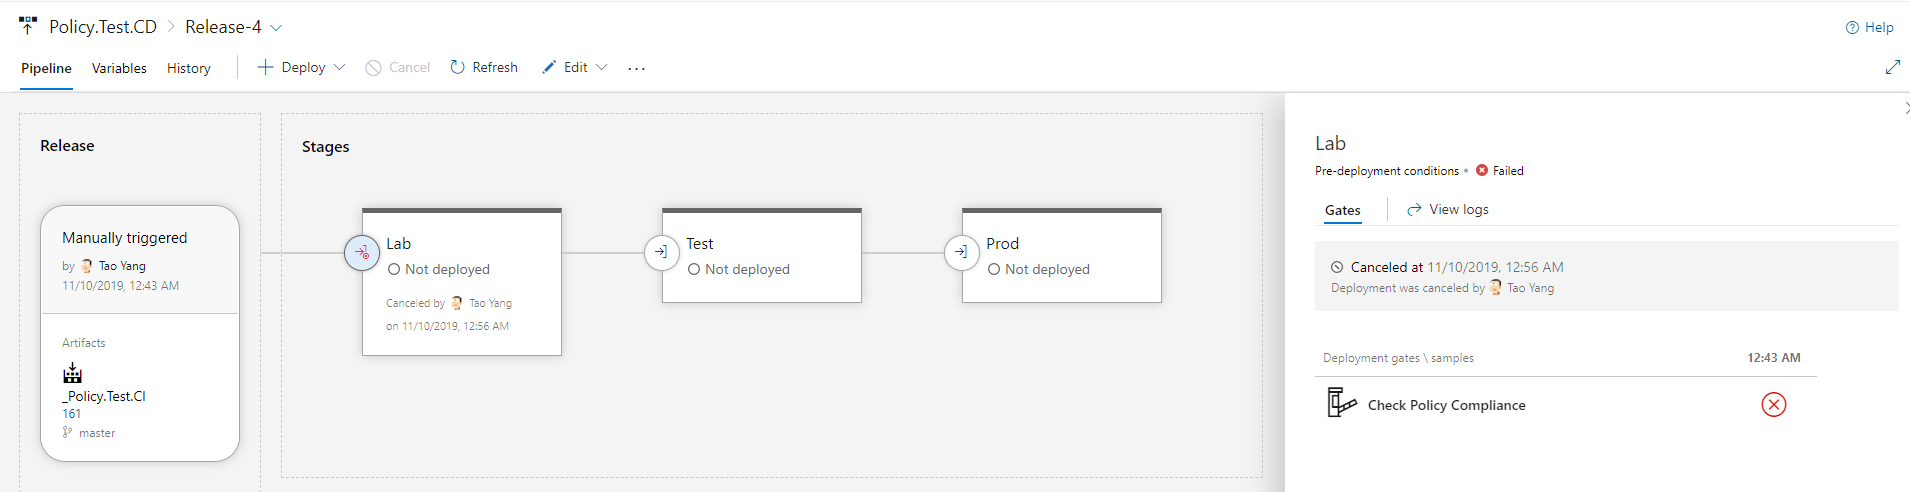 Policy.Test.CD > Release-4
Help
Pipeline Variables History Deploy Cancel Refresh Edit ...
Release
Manually triggered
by Tao Yang
11/10/2019, 12:43 AM
Artifacts
_Policy.Test.CI
161
master
Stages
Lab
Not deployed
Canceled by Tao Yang
on 11/10/2019, 12:56 AM
Test
Not deployed
Prod
Not deployed
Lab
Pre-deployment conditions • Failed
Gates View logs
Canceled at 11/10/2019, 12:56 AM
Deployment was canceled by Tao Yang
Deployment gates \ samples 12:43 AM
Check Policy Compliance